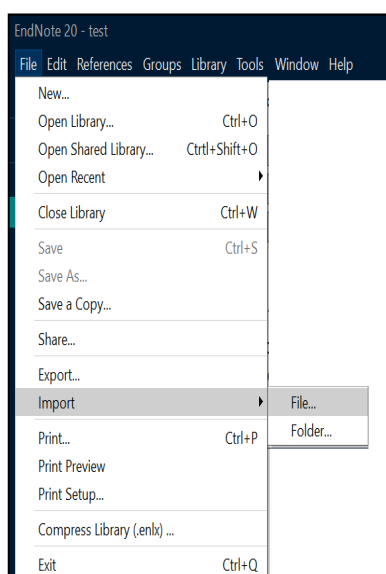 EndNote 20 - test
File Edit References Groups Library Tools Window Help
New...
Open Library... Ctrl+O
Open Shared Library... Ctrtl+Shift+O
Open Recent
Close Library Ctrl+W
Save Ctrl+S
Save As...
Save a Copy...
Share...
Export...
Import File...
Folder...
Print... Ctrl+P
Print Preview
Print Setup...
Compress Library (.enlx) ...
Exit Ctrl+Q